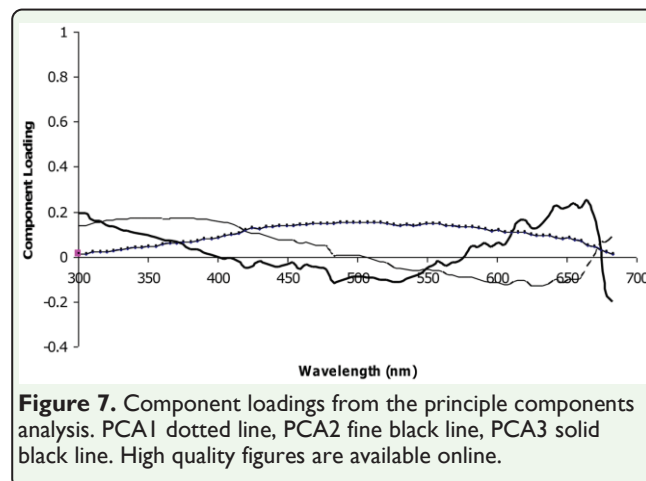 1
0.8
0.6
0.4
0.2
0
-0.2
-0.4
Component Loading
300 350 400 450 500 550 600 650 700
Wavelength (nm)
Figure 7. Component loadings from the principle components
analysis. PCA1 dotted line, PCA2 fine black line, PCA3 solid
black line. High quality figures are available online.